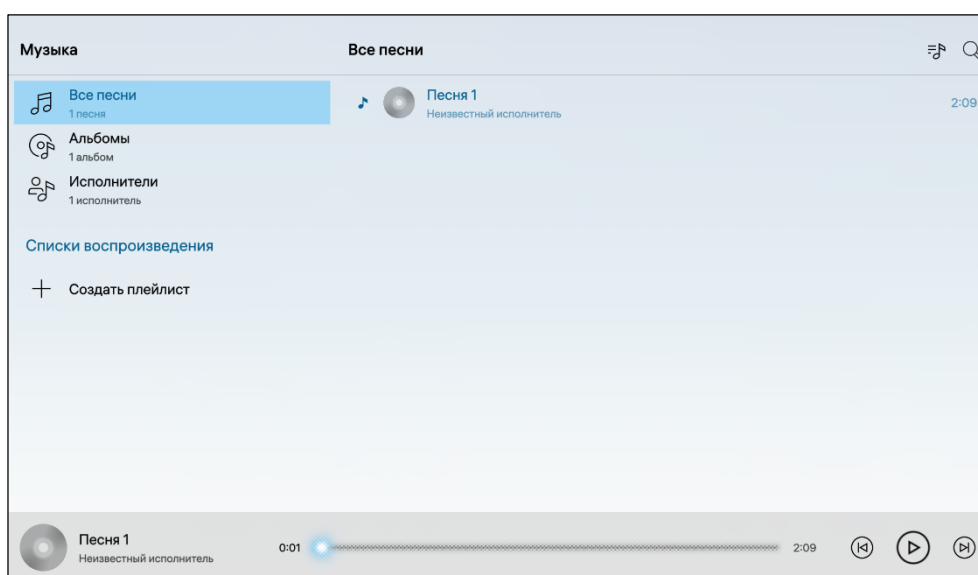 Музыка
Все песни
Все песни
1 песня
Альбомы
1 альбом
Исполнители
1 исполнитель
Списки воспроизведения
Создать плейлист
Песня 1
Неизвестный исполнитель
2:09
Песня 1
Неизвестный исполнитель
0:01
2:09